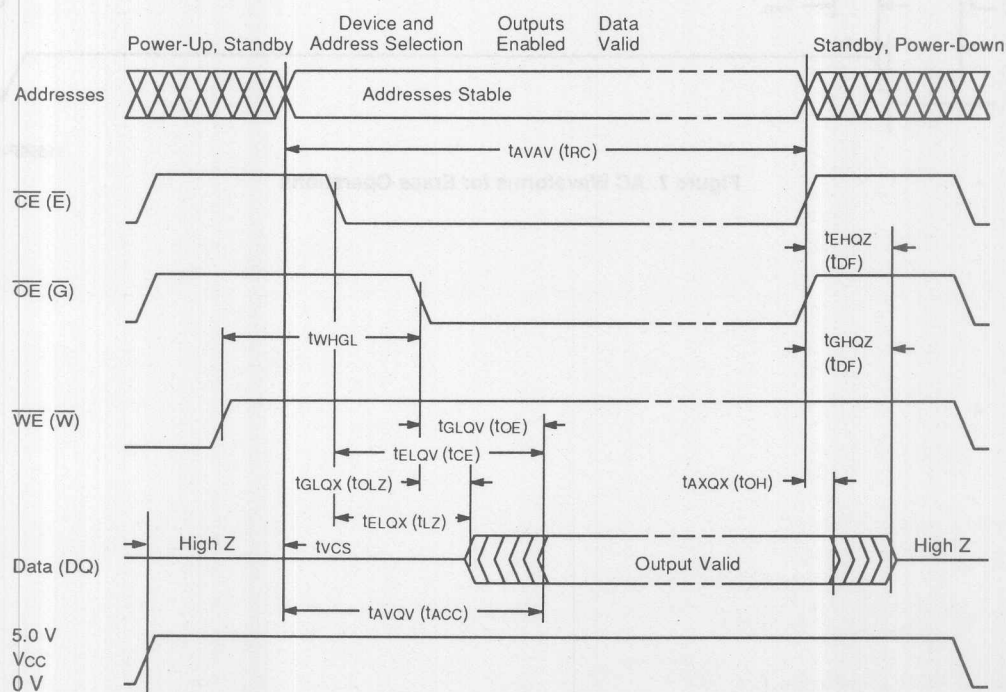 Device and Address Selection
Outputs Enabled
Data Valid
Power-Up, Standby
Standby, Power-Down
Addresses
Addresses Stable
tAVAV (tRC)
Figure 7. AC Waveforms for Erase Operations
CE (E)
tEHQZ (tDF)
OE (G)
tWHGL
tGHQZ (tDF)
WE (W)
tGLQV (tOE)
tELQV (tCE)
tGLQX (tOLZ)
tAXQX (tOH)
tELQX (tLZ)
High Z
tVCS
High Z
Data (DQ)
Output Valid
tAVQV (tACC)
5.0 V
VCC
0 V